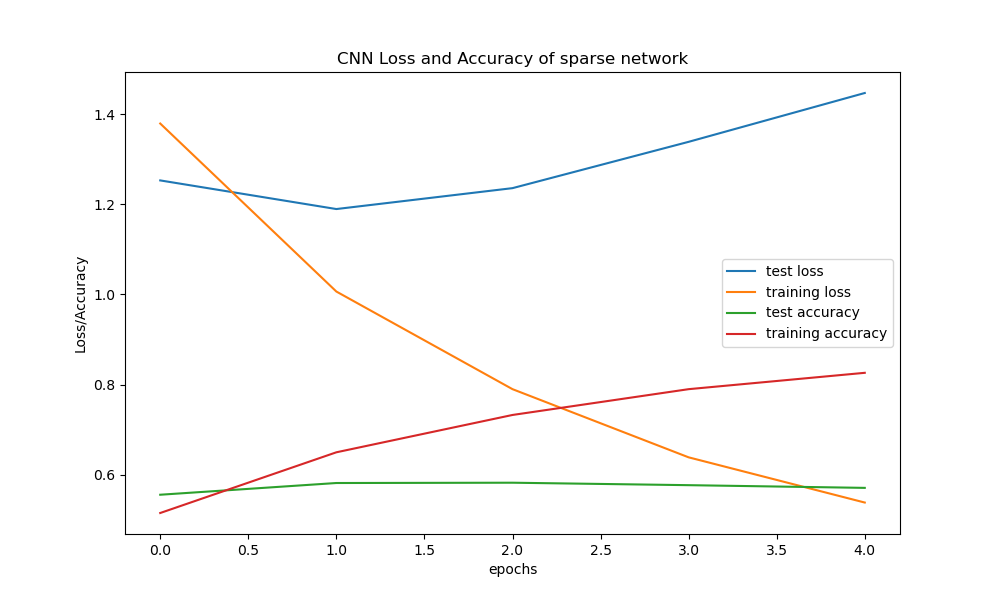 CNN Loss and Accuracy of sparse network
1.4
1.2
1.0
0.8
0.6
Loss/Accuracy
test loss
training loss
test accuracy
training accuracy
0.0 0.5 1.0 1.5 2.0 2.5 3.0 3.5 4.0
epochs